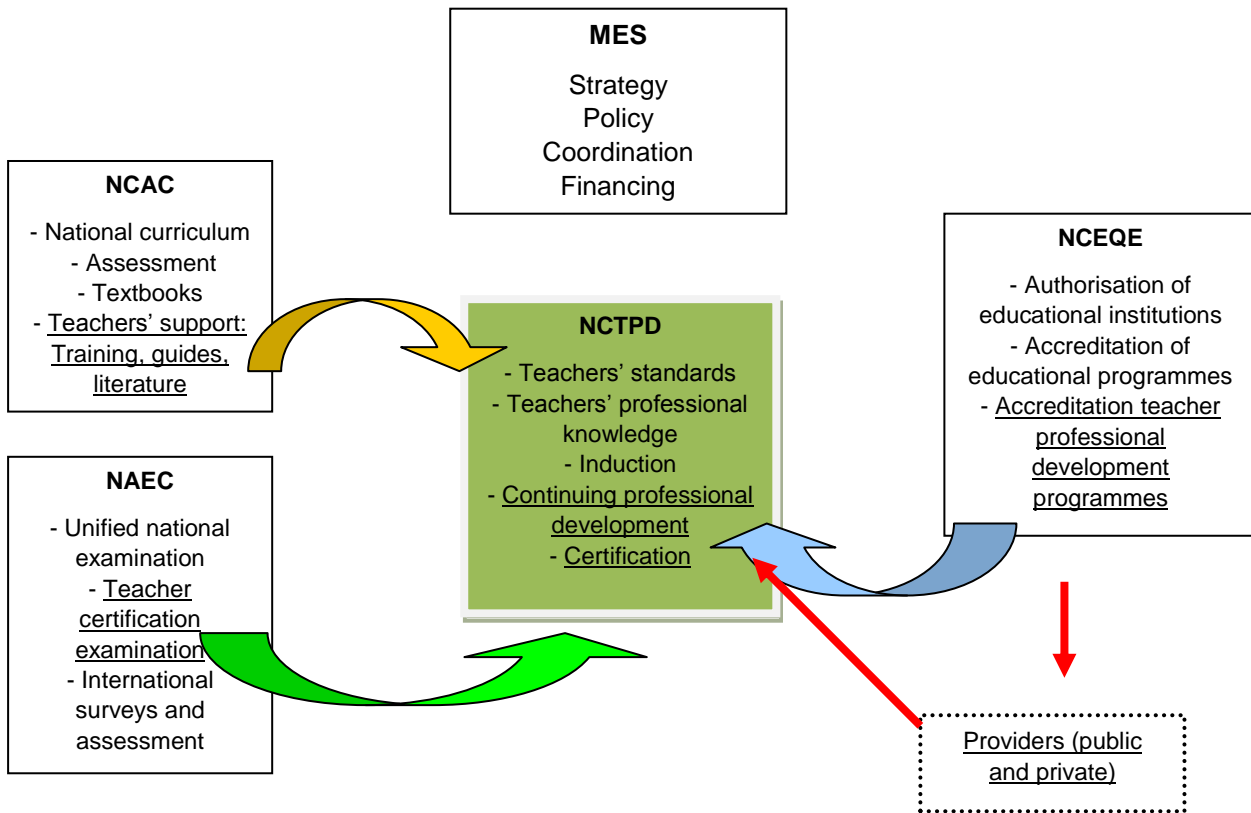 MES
Strategy
Policy
Coordination
Financing
NCAC
- National curriculum
- Assessment
- Textbooks
- Teachers’ support:
Training, guides,
literature
NCEQE
- Authorisation of
educational institutions
- Accreditation of
educational programmes
- Accreditation teacher
professional
development
programmes
NCTPD
- Teachers’ standards
- Teachers’ professional
knowledge
- Induction
- Continuing professional
development
- Certification
NAEC
- Unified national
examination
- Teacher
certification
examination
- International
surveys and
assessment
Providers (public
and private)